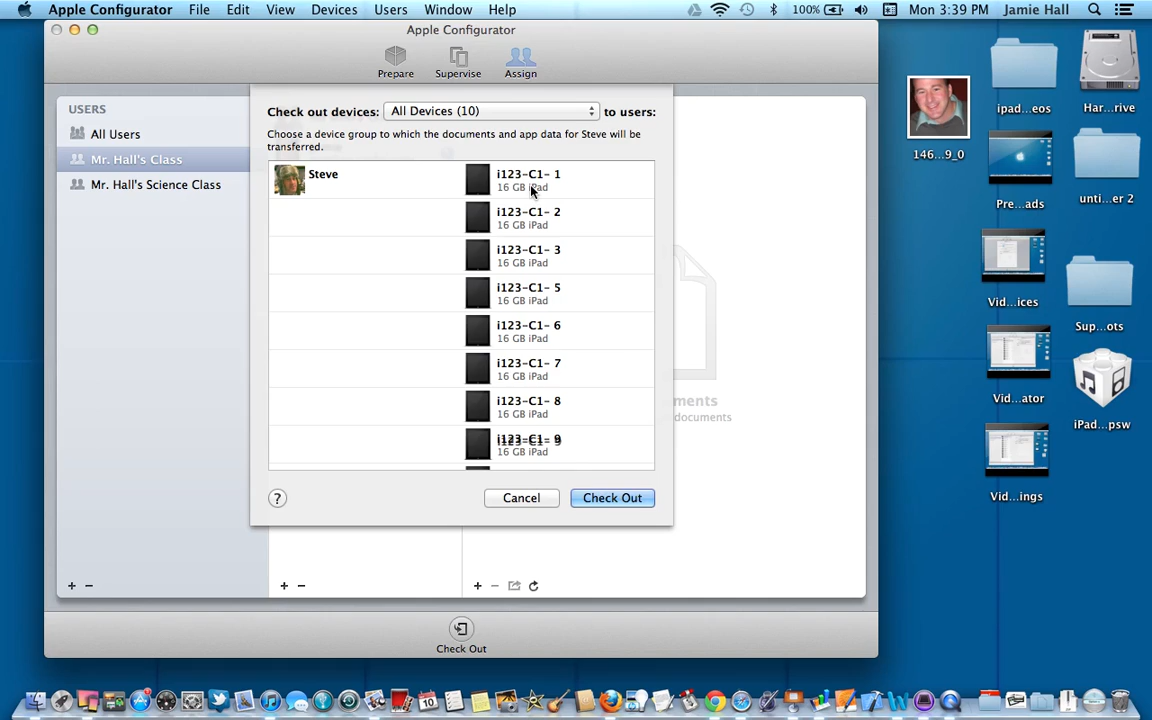 Apple Configurator File Edit View Devices Users Window Help 100% Mon 3:39 PM Jamie Hall
Apple Configurator
Prepare Supervise Assign
USERS
All Users
Mr. Hall's Class
Mr. Hall's Science Class
Check out devices: All Devices (10) to users:
Choose a device group to which the documents and app data for Steve will be
transferred.
Steve
i123-C1- 1
16 GB iPad
i123-C1- 2
16 GB iPad
i123-C1- 3
16 GB iPad
i123-C1- 5
16 GB iPad
i123-C1- 6
16 GB iPad
i123-C1- 7
16 GB iPad
i123-C1- 8
16 GB iPad
i123-C1- 9
16 GB iPad
? Cancel Check Out
ments
documents
+ −
+ −
+ −
Check Out
ipad...eos
Har...rive
146...9_0
Pre...ads
unti...er 2
Vid...ices
Sup...ots
Vid...ator
iPad...psw
Vid...ings